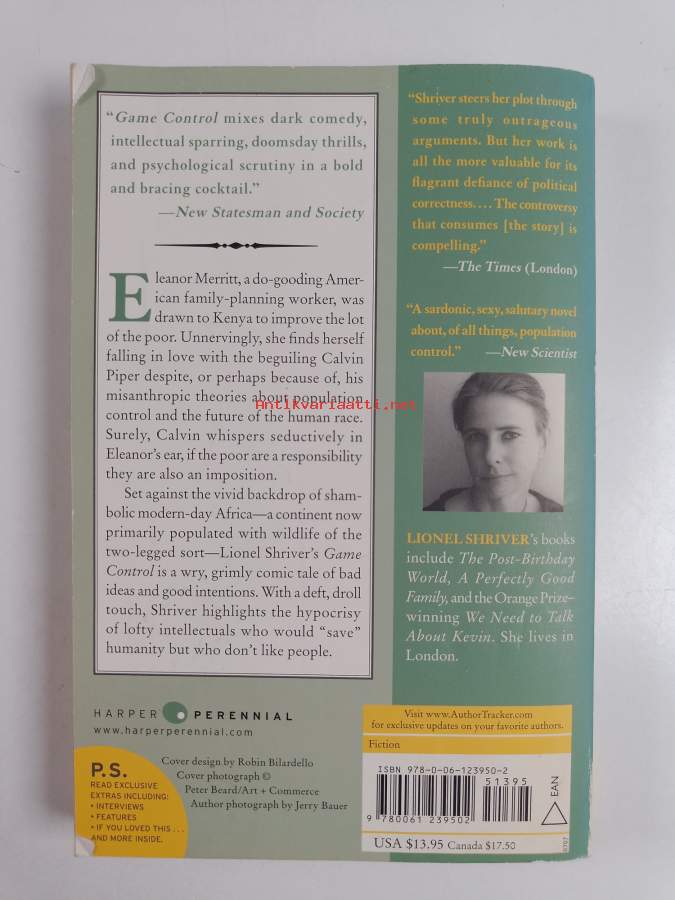 “Game Control mixes dark comedy,
intellectual sparring, doomsday thrills,
and psychological scrutiny in a bold
and bracing cocktail.”
—New Statesman and Society
Eleanor Merritt, a do-gooding Amer-
ican family-planning worker, was
drawn to Kenya to improve the lot
of the poor. Unnervingly, she finds herself
falling in love with the beguiling Calvin
Piper despite, or perhaps because of, his
misanthropic theories about population
control and the future of the human race.
Surely, Calvin whispers seductively in
Eleanor’s ear, if the poor are a responsibility
they are also an imposition.
Set against the vivid backdrop of sham-
bolic modern-day Africa—a continent now
primarily populated with wildlife of the
two-legged sort—Lionel Shriver’s Game
Control is a wry, grimly comic tale of bad
ideas and good intentions. With a deft, droll
touch, Shriver highlights the hypocrisy
of lofty intellectuals who would “save”
humanity but who don’t like people.
“Shriver steers her plot through
some truly outrageous
arguments. But her work is
all the more valuable for its
flagrant defiance of political
correctness. . . . The controversy
that consumes [the story] is
compelling.”
—The Times (London)
“A sardonic, sexy, salutary novel
about, of all things, population
control.” —New Scientist
Antikvariaatti.net
LIONEL SHRIVER’s books
include The Post-Birthday
World, A Perfectly Good
Family, and the Orange Prize–
winning We Need to Talk
About Kevin. She lives in
London.
HARPER PERENNIAL
www.harperperennial.com
P.S.
READ EXCLUSIVE
EXTRAS INCLUDING:
• INTERVIEWS
• FEATURES
• IF YOU LOVED THIS . . .
AND MORE INSIDE.
Cover design by Robin Bilardello
Cover photograph ©
Peter Beard/Art + Commerce
Author photograph by Jerry Bauer
Visit www.AuthorTracker.com
for exclusive updates on your favorite authors.
Fiction
ISBN 978-0-06-123950-2
51395
9 780061 239502
EAN
USA $13.95 Canada $17.50